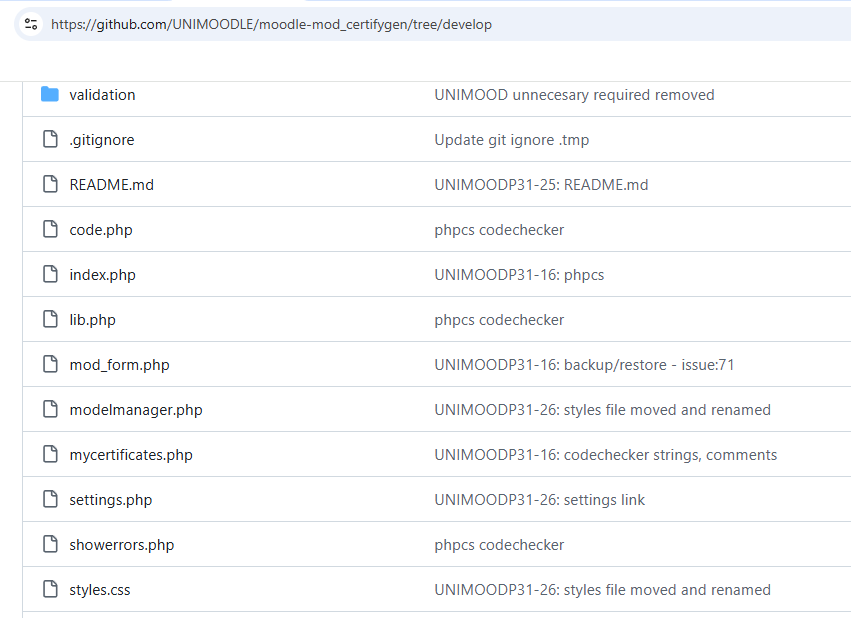 https://github.com/UNIMOODLE/moodle-mod_certifygen/tree/develop
validation UNIMOOD unnecesary required removed
.gitignore Update git ignore .tmp
README.md UNIMOODP31-25: README.md
code.php phpcs codechecker
index.php UNIMOODP31-16: phpcs
lib.php phpcs codechecker
mod_form.php UNIMOODP31-16: backup/restore - issue:71
modelmanager.php UNIMOODP31-26: styles file moved and renamed
mycertificates.php UNIMOODP31-16: codechecker strings, comments
settings.php UNIMOODP31-26: settings link
showerrors.php phpcs codechecker
styles.css UNIMOODP31-26: styles file moved and renamed